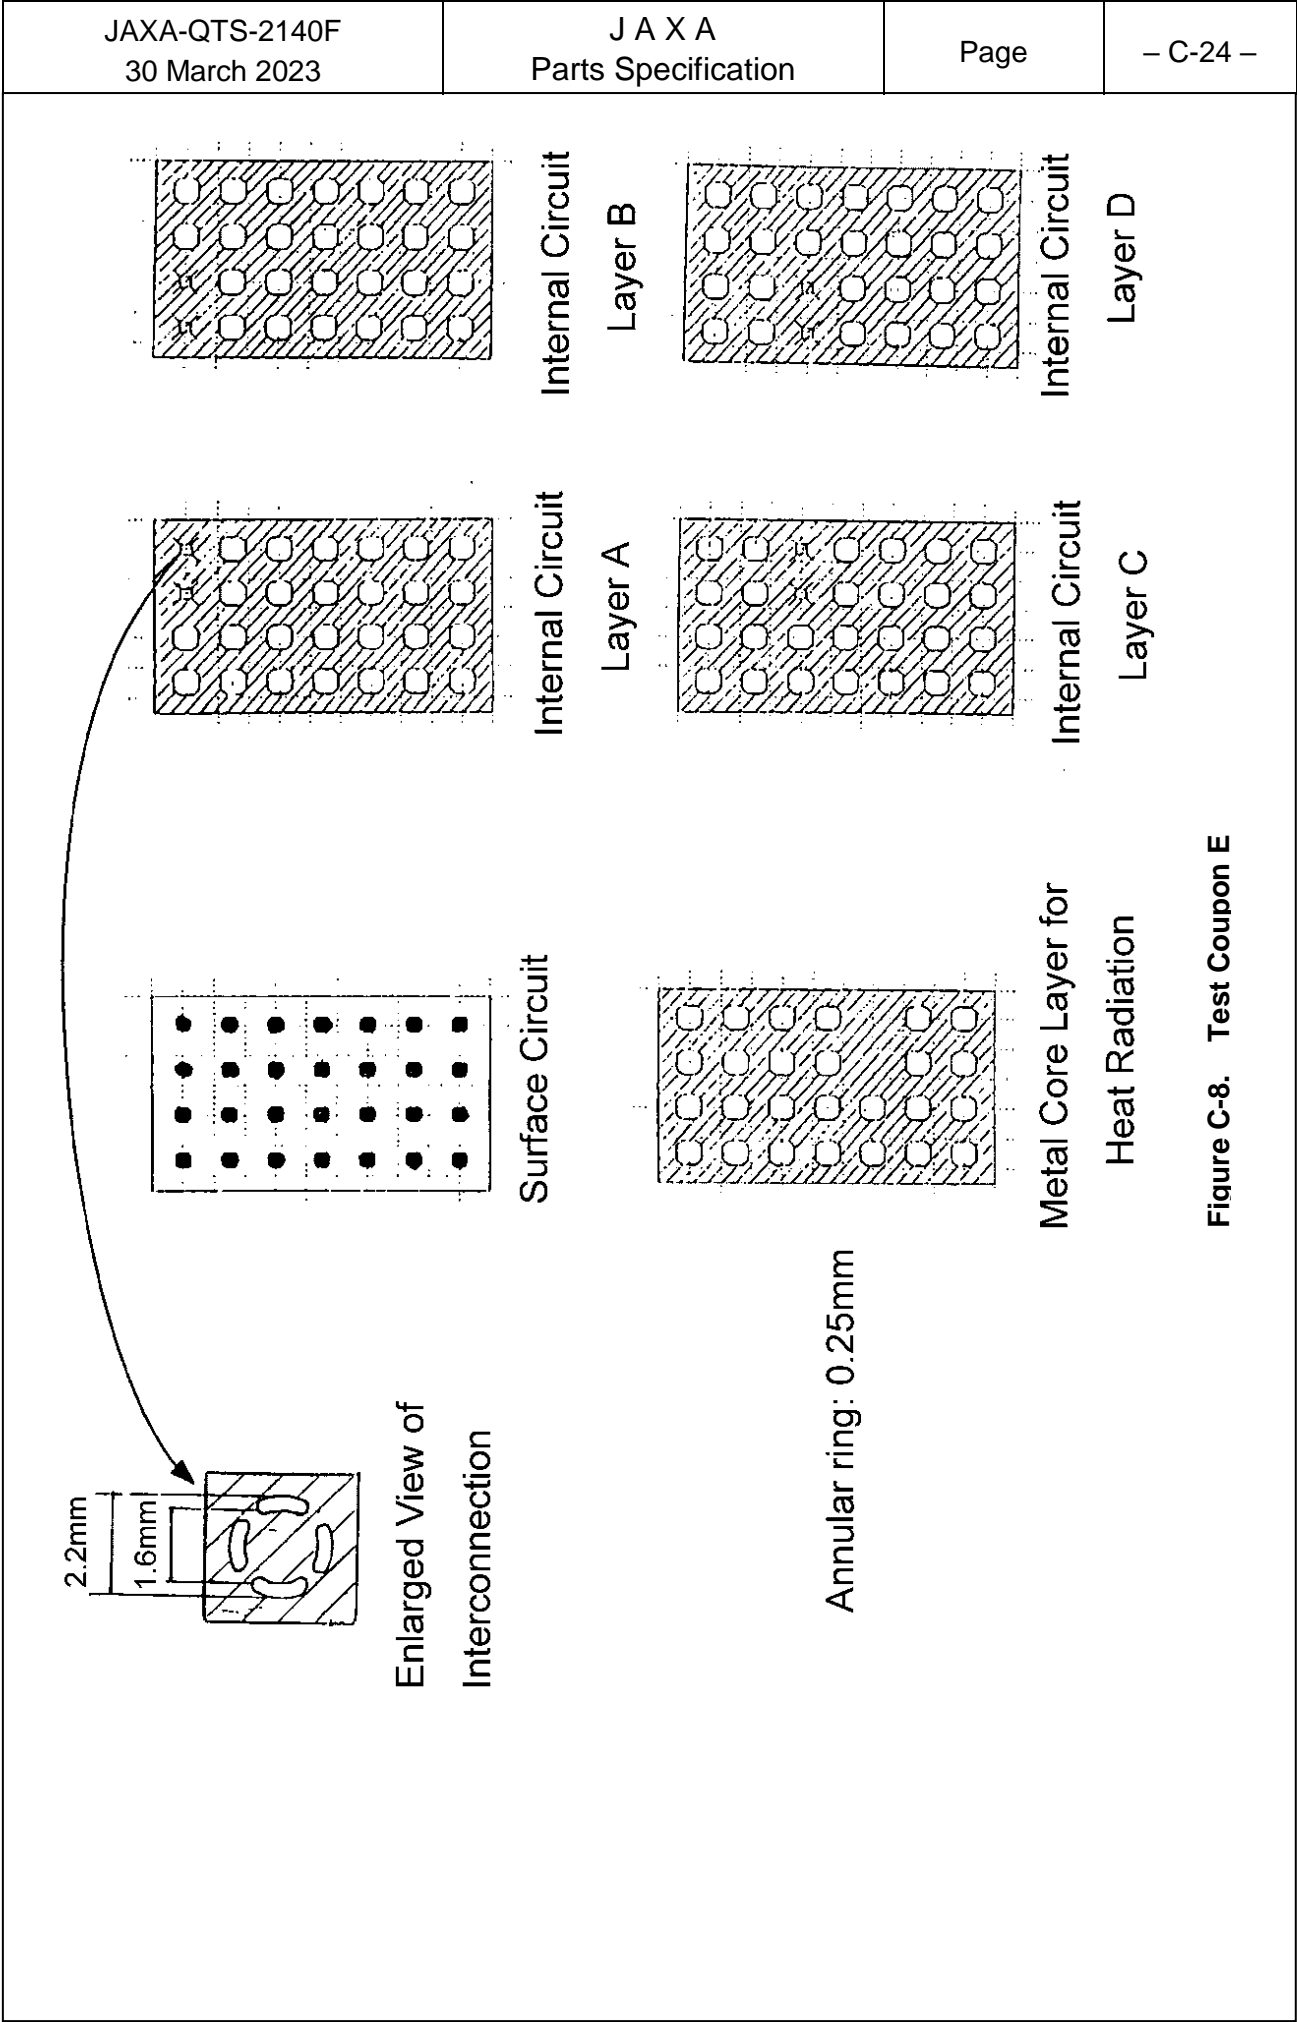 JAXA-QTS-2140F
30 March 2023
J A X A
Parts Specification
Page
– C-24 –
2.2mm
1.6mm
Enlarged View of
Interconnection
Surface Circuit
Internal Circuit
Layer A
Internal Circuit
Layer B
Annular ring: 0.25mm
Metal Core Layer for
Heat Radiation
Internal Circuit
Layer C
Internal Circuit
Layer D
Figure C-8. Test Coupon E